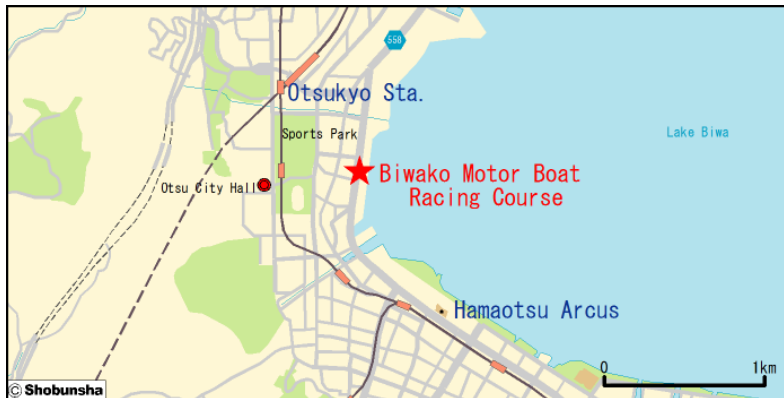 558
Otsukyo Sta.
Sports Park
Lake Biwa
Biwako Motor Boat
Racing Course
Otsu City Hall
Hamaotsu Arcus
0 1km
© Shobunsha